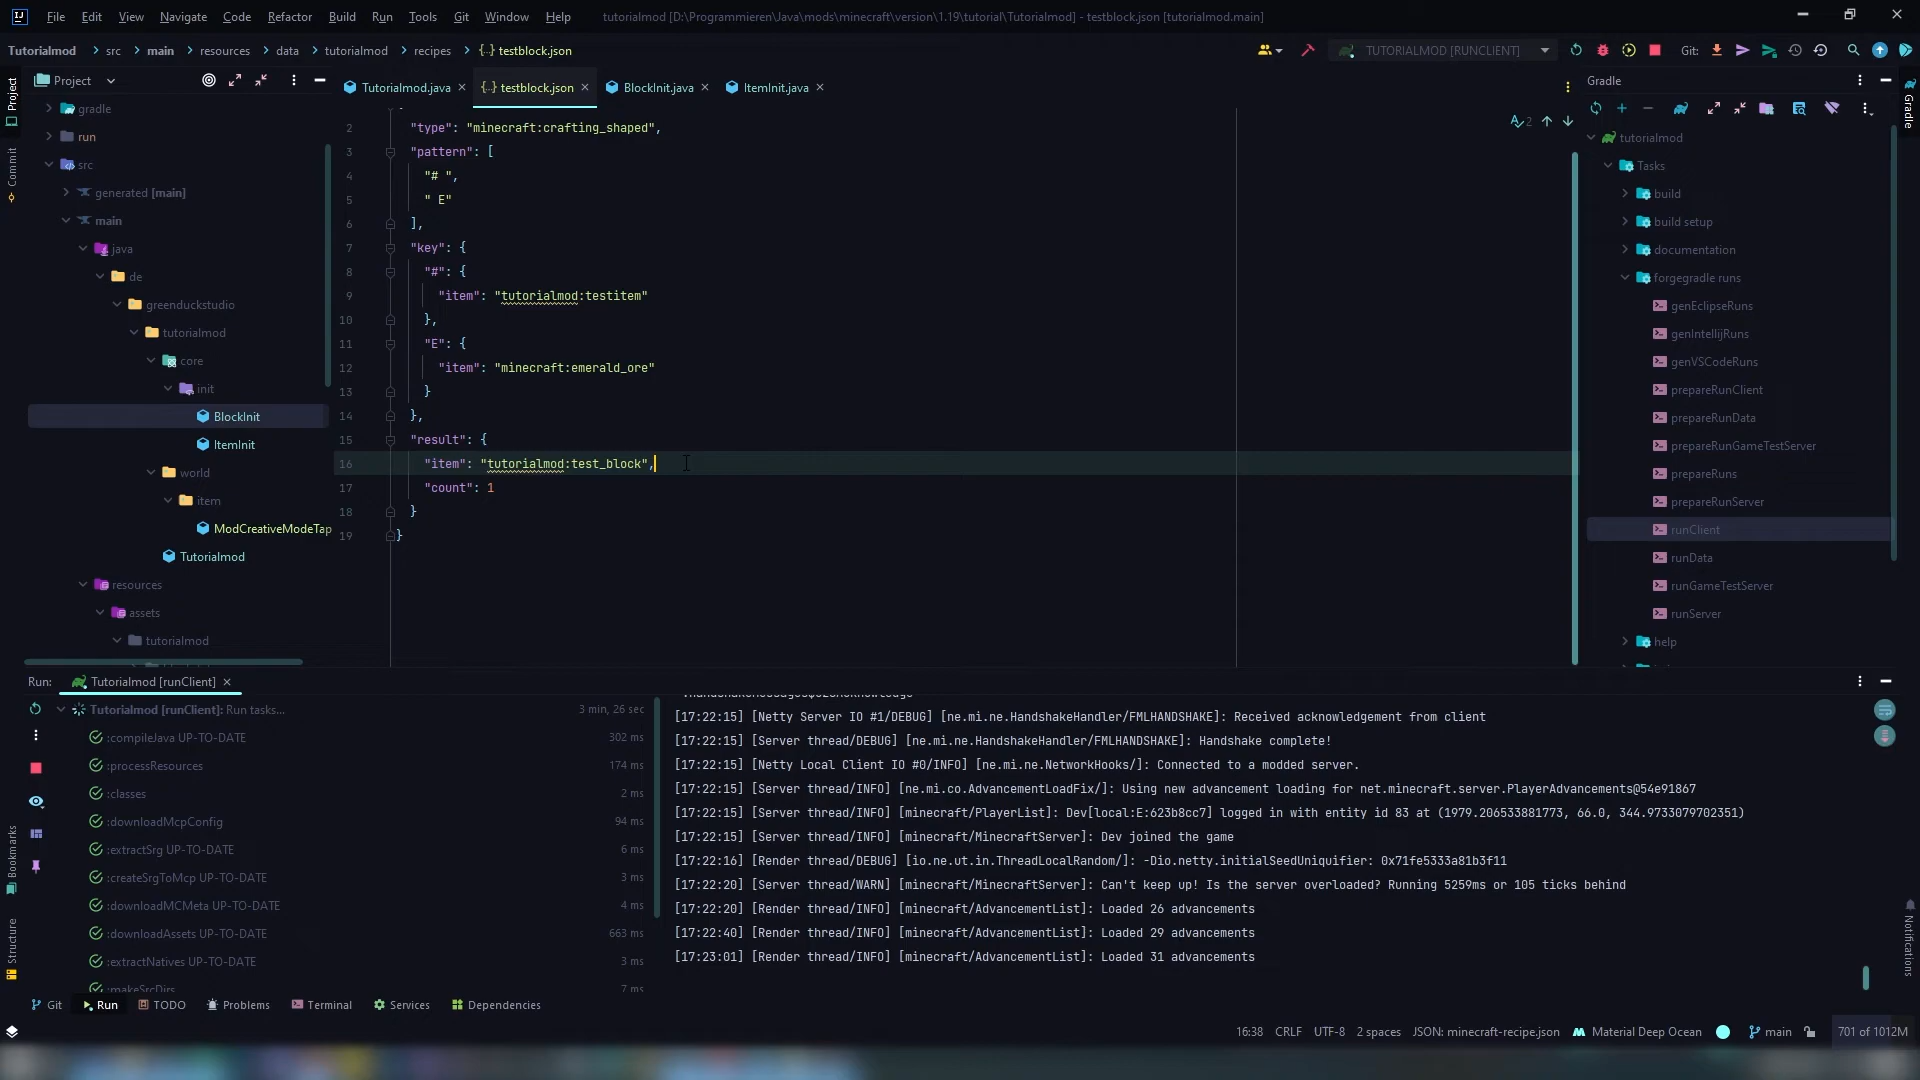 File Edit View Navigate Code Refactor Build Run Tools Git Window Help tutorialmod [D:\Programmieren\Java\mods\minecraft\version\1.19\tutorial\Tutorialmod] - testblock.json [tutorialmod.main]
Tutorialmod src main resources data tutorialmod recipes testblock.json TUTORIALMOD [RUNCLIENT] Git:
Project
Project
Commit
Bookmarks
Structure
gradle
run
src
generated [main]
main
java
de
greenduckstudio
tutorialmod
core
init
BlockInit
ItemInit
world
item
ModCreativeModeTap
Tutorialmod
resources
assets
tutorialmod
Tutorialmod.java testblock.json BlockInit.java ItemInit.java
2 "type": "minecraft:crafting_shaped",
3 "pattern": [
4 "# ",
5 " E"
6 ],
7 "key": {
8 "#": {
9 "item": "tutorialmod:testitem"
10 },
11 "E": {
12 "item": "minecraft:emerald_ore"
13 }
14 },
15 "result": {
16 "item": "tutorialmod:test_block",
17 "count": 1
18 }
19 }
2
Gradle
Gradle
Notifications
tutorialmod
Tasks
build
build setup
documentation
forgegradle runs
genEclipseRuns
genIntellijRuns
genVSCodeRuns
prepareRunClient
prepareRunData
prepareRunGameTestServer
prepareRuns
prepareRunServer
runClient
runData
runGameTestServer
runServer
help
Run: Tutorialmod [runClient]
Tutorialmod [runClient]: Run tasks... 3 min, 26 sec
:compileJava UP-TO-DATE 302 ms
:processResources 174 ms
:classes 2 ms
:downloadMcpConfig 94 ms
:extractSrg UP-TO-DATE 6 ms
:createSrgToMcp UP-TO-DATE 3 ms
:downloadMCMeta UP-TO-DATE 4 ms
:downloadAssets UP-TO-DATE 663 ms
:extractNatives UP-TO-DATE 3 ms
:makeSrcDirs 7 ms
[17:22:15] [Netty Server IO #1/DEBUG] [ne.mi.ne.HandshakeHandler/FMLHANDSHAKE]: Received acknowledgement from client
[17:22:15] [Server thread/DEBUG] [ne.mi.ne.HandshakeHandler/FMLHANDSHAKE]: Handshake complete!
[17:22:15] [Netty Local Client IO #0/INFO] [ne.mi.ne.NetworkHooks/]: Connected to a modded server.
[17:22:15] [Server thread/INFO] [ne.mi.co.AdvancementLoadFix/]: Using new advancement loading for net.minecraft.server.PlayerAdvancements@54e91867
[17:22:15] [Server thread/INFO] [minecraft/PlayerList]: Dev[local:E:623b8cc7] logged in with entity id 83 at (1979.206533881773, 66.0, 344.9733079702351)
[17:22:15] [Server thread/INFO] [minecraft/MinecraftServer]: Dev joined the game
[17:22:16] [Render thread/DEBUG] [io.ne.ut.in.ThreadLocalRandom/]: -Dio.netty.initialSeedUniquifier: 0x71fe5333a81b3f11
[17:22:20] [Server thread/WARN] [minecraft/MinecraftServer]: Can't keep up! Is the server overloaded? Running 5259ms or 105 ticks behind
[17:22:20] [Render thread/INFO] [minecraft/AdvancementList]: Loaded 26 advancements
[17:22:40] [Render thread/INFO] [minecraft/AdvancementList]: Loaded 29 advancements
[17:23:01] [Render thread/INFO] [minecraft/AdvancementList]: Loaded 31 advancements
Git Run TODO Problems Terminal Services Dependencies
16:38 CRLF UTF-8 2 spaces JSON: minecraft-recipe.json Material Deep Ocean main 701 of 1012M